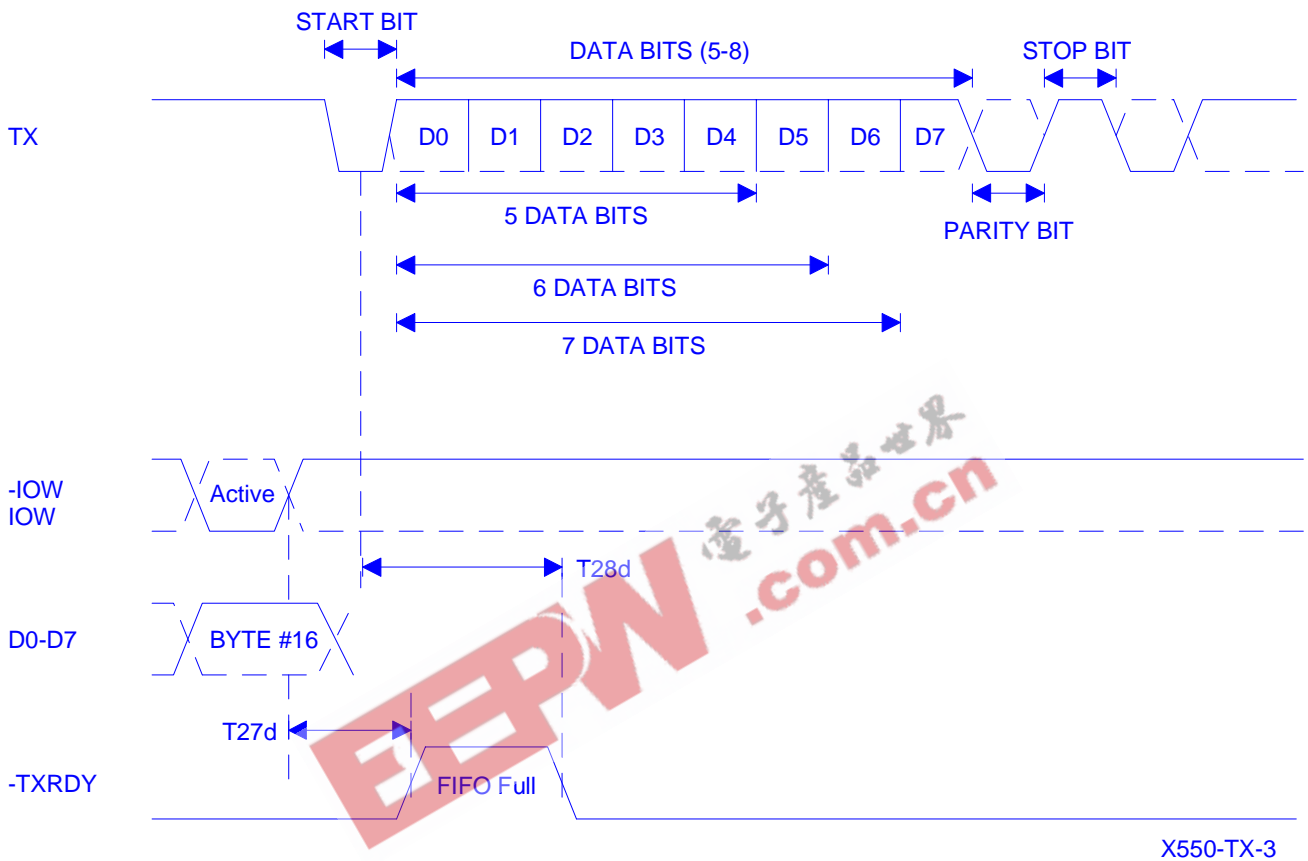 START BIT
DATA BITS (5-8)
STOP BIT
TX
D0 D1 D2 D3 D4 D5 D6 D7
5 DATA BITS
PARITY BIT
6 DATA BITS
7 DATA BITS
-IOW
IOW
Active
T28d
D0-D7
BYTE #16
T27d
-TXRDY
FIFO Full
X550-TX-3
EEPW
電子產品世界
.com.cn